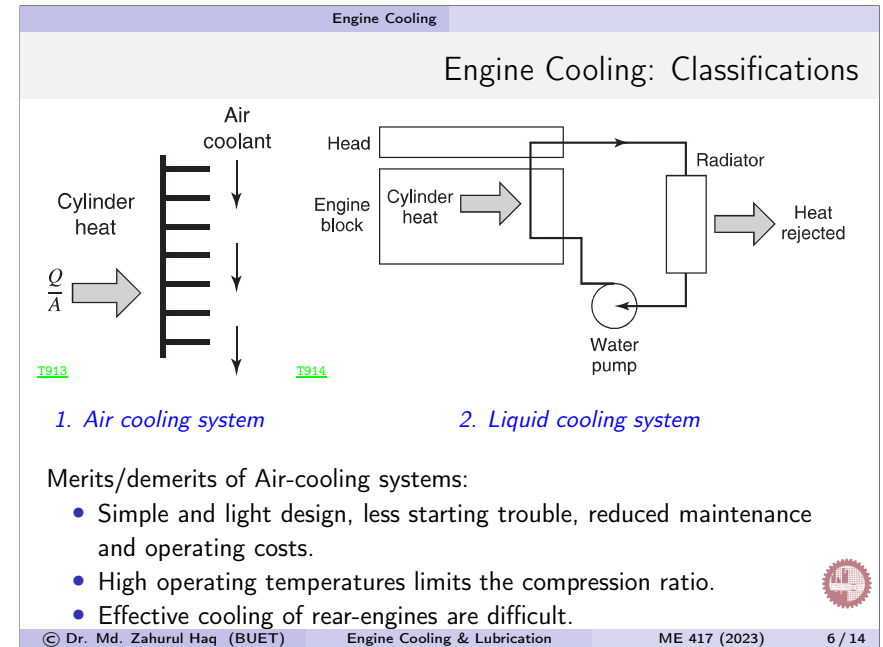 Engine Cooling
Engine Cooling: Classifications
Air
coolant
Cylinder
heat
Q
A
T913
Head
Engine
block
Cylinder
heat
Radiator
Heat
rejected
Water
pump
T914
1. Air cooling system
2. Liquid cooling system
Merits/demerits of Air-cooling systems:
• Simple and light design, less starting trouble, reduced maintenance
and operating costs.
• High operating temperatures limits the compression ratio.
• Effective cooling of rear-engines are difficult.
© Dr. Md. Zahurul Haq (BUET) Engine Cooling & Lubrication ME 417 (2023) 6 / 14